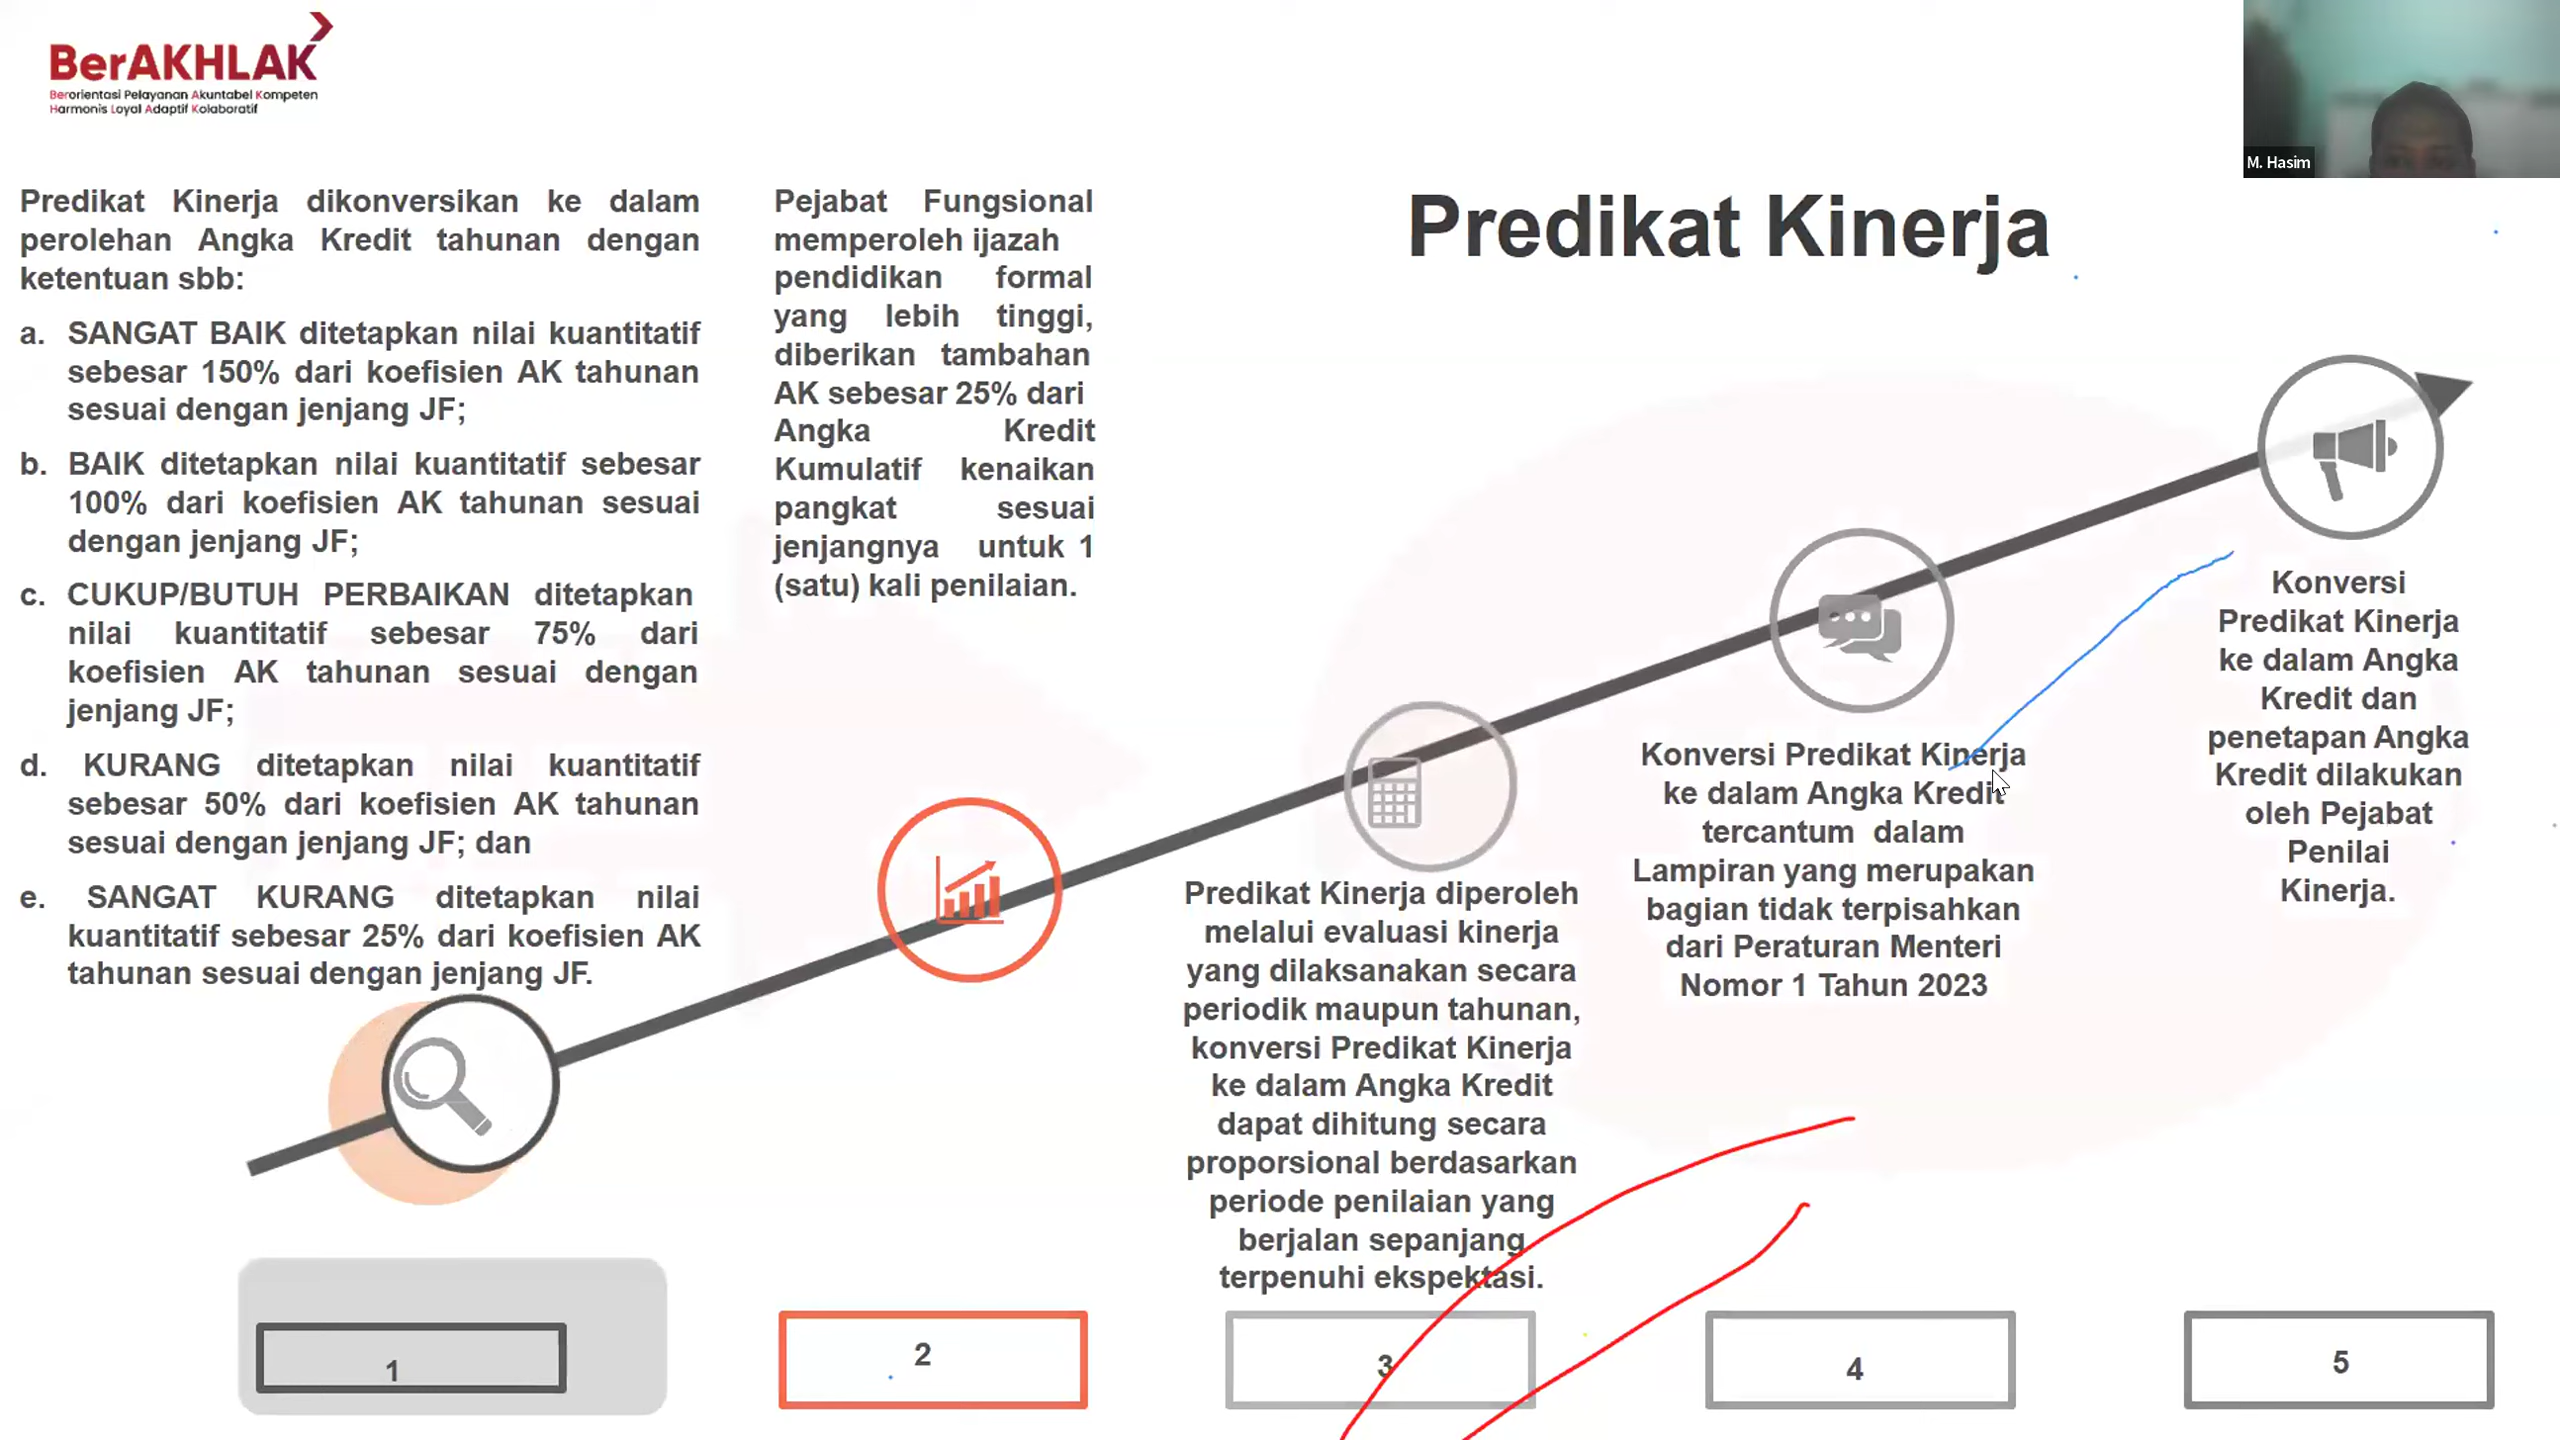 BerAKHLAK
Berorientasi Pelayanan Akuntabel Kompeten
Harmonis Loyal Adaptif Kolaboratif
M. Hasim
Predikat Kinerja
Predikat Kinerja dikonversikan ke dalam
perolehan Angka Kredit tahunan dengan
ketentuan sbb:
a. SANGAT BAIK ditetapkan nilai kuantitatif
sebesar 150% dari koefisien AK tahunan
sesuai dengan jenjang JF;
b. BAIK ditetapkan nilai kuantitatif sebesar
100% dari koefisien AK tahunan sesuai
dengan jenjang JF;
c. CUKUP/BUTUH PERBAIKAN ditetapkan
nilai kuantitatif sebesar 75% dari
koefisien AK tahunan sesuai dengan
jenjang JF;
d. KURANG ditetapkan nilai kuantitatif
sebesar 50% dari koefisien AK tahunan
sesuai dengan jenjang JF; dan
e. SANGAT KURANG ditetapkan nilai
kuantitatif sebesar 25% dari koefisien AK
tahunan sesuai dengan jenjang JF.
Pejabat Fungsional
memperoleh ijazah
pendidikan formal
yang lebih tinggi,
diberikan tambahan
AK sebesar 25% dari
Angka Kredit
Kumulatif kenaikan
pangkat sesuai
jenjangnya untuk 1
(satu) kali penilaian.
Predikat Kinerja diperoleh
melalui evaluasi kinerja
yang dilaksanakan secara
periodik maupun tahunan,
konversi Predikat Kinerja
ke dalam Angka Kredit
dapat dihitung secara
proporsional berdasarkan
periode penilaian yang
berjalan sepanjang
terpenuhi ekspektasi.
Konversi Predikat Kinerja
ke dalam Angka Kredit
tercantum dalam
Lampiran yang merupakan
bagian tidak terpisahkan
dari Peraturan Menteri
Nomor 1 Tahun 2023
Konversi
Predikat Kinerja
ke dalam Angka
Kredit dan
penetapan Angka
Kredit dilakukan
oleh Pejabat
Penilai
Kinerja.
1
2
3
4
5